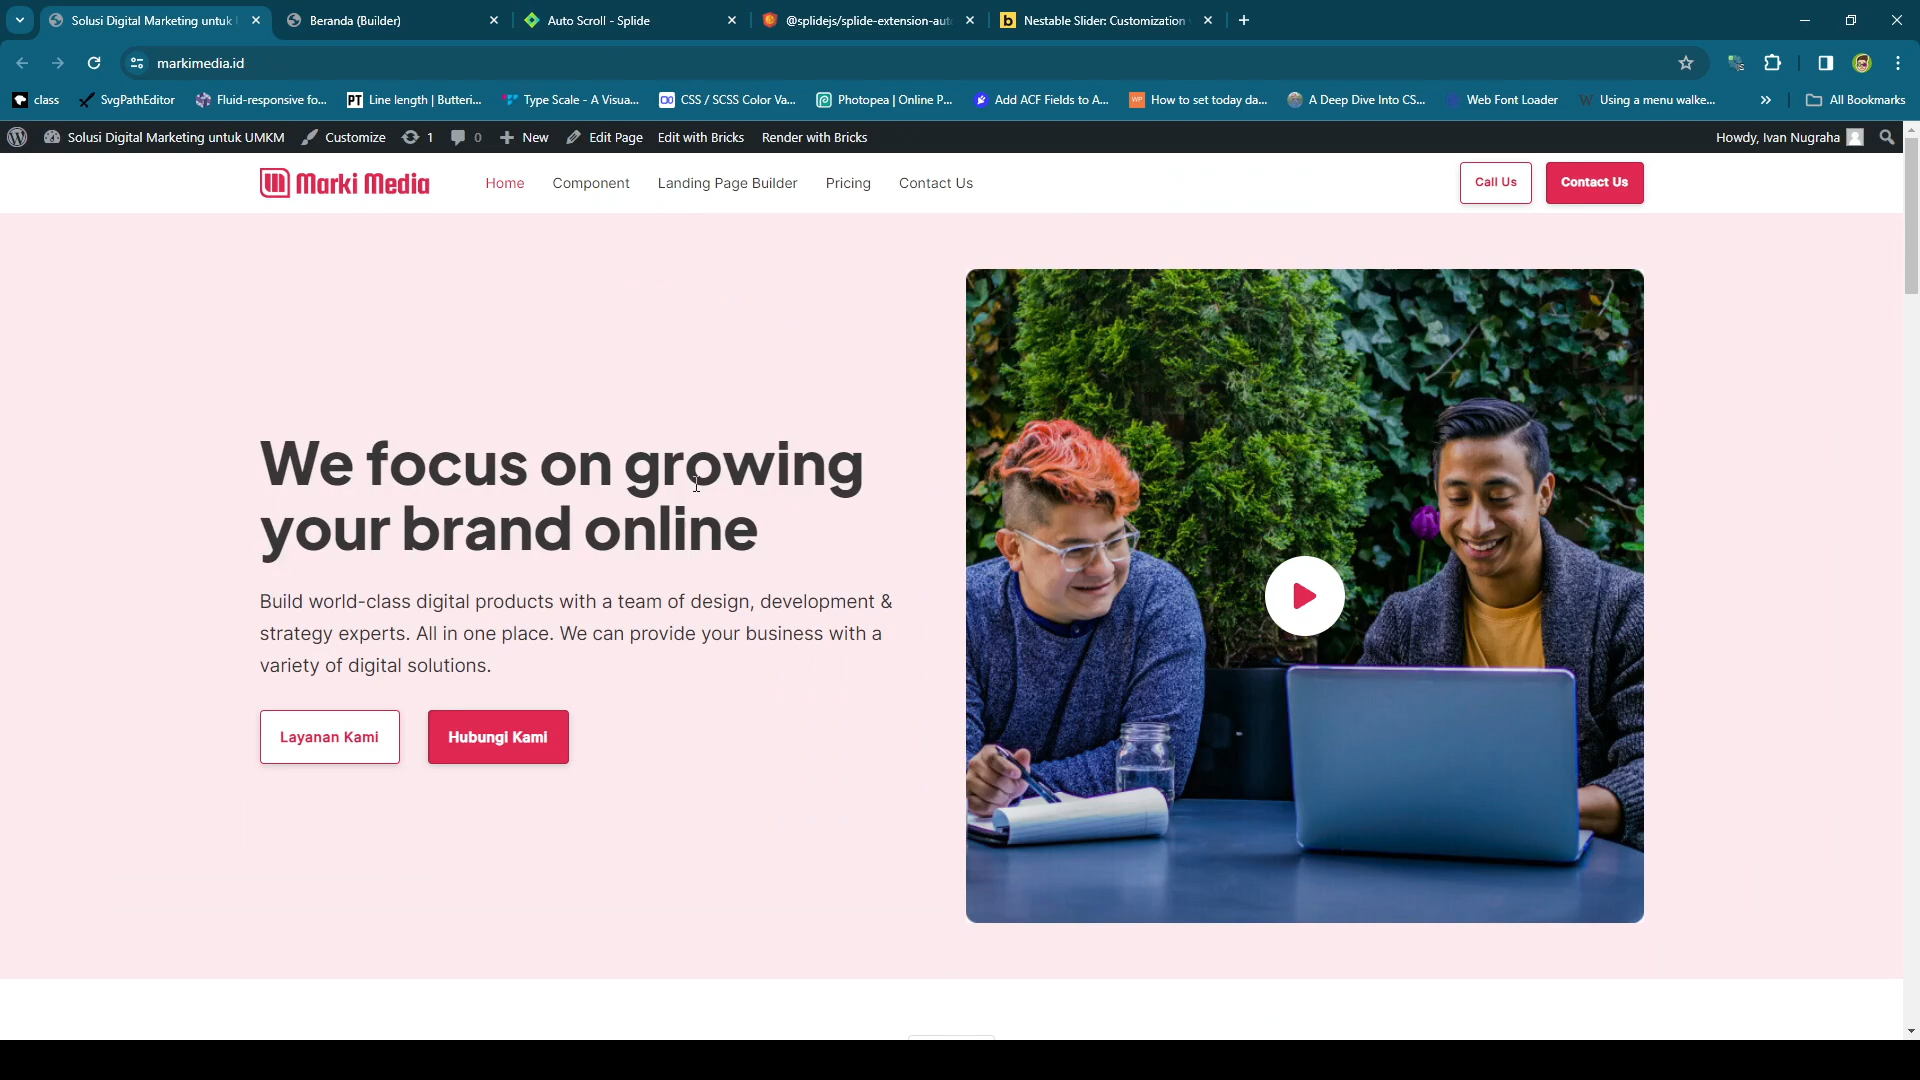 Solusi Digital Marketing untuk
Beranda (Builder)
Auto Scroll - Splide
@splidejs/splide-extension-aut
Nestable Slider: Customization
markimedia.id
class
SvgPathEditor
Fluid-responsive fo...
PT
Line length | Butteri...
Type Scale - A Visua...
CSS / SCSS Color Va...
Photopea | Online P...
Add ACF Fields to A...
WP
How to set today da...
A Deep Dive Into CS...
Web Font Loader
W
Using a menu walke...
All Bookmarks
Solusi Digital Marketing untuk UMKM
Customize
1
0
New
Edit Page
Edit with Bricks
Render with Bricks
Howdy, Ivan Nugraha
Marki Media
Home
Component
Landing Page Builder
Pricing
Contact Us
Call Us
Contact Us
We focus on growing
your brand online
Build world-class digital products with a team of design, development &
strategy experts. All in one place. We can provide your business with a
variety of digital solutions.
Layanan Kami
Hubungi Kami